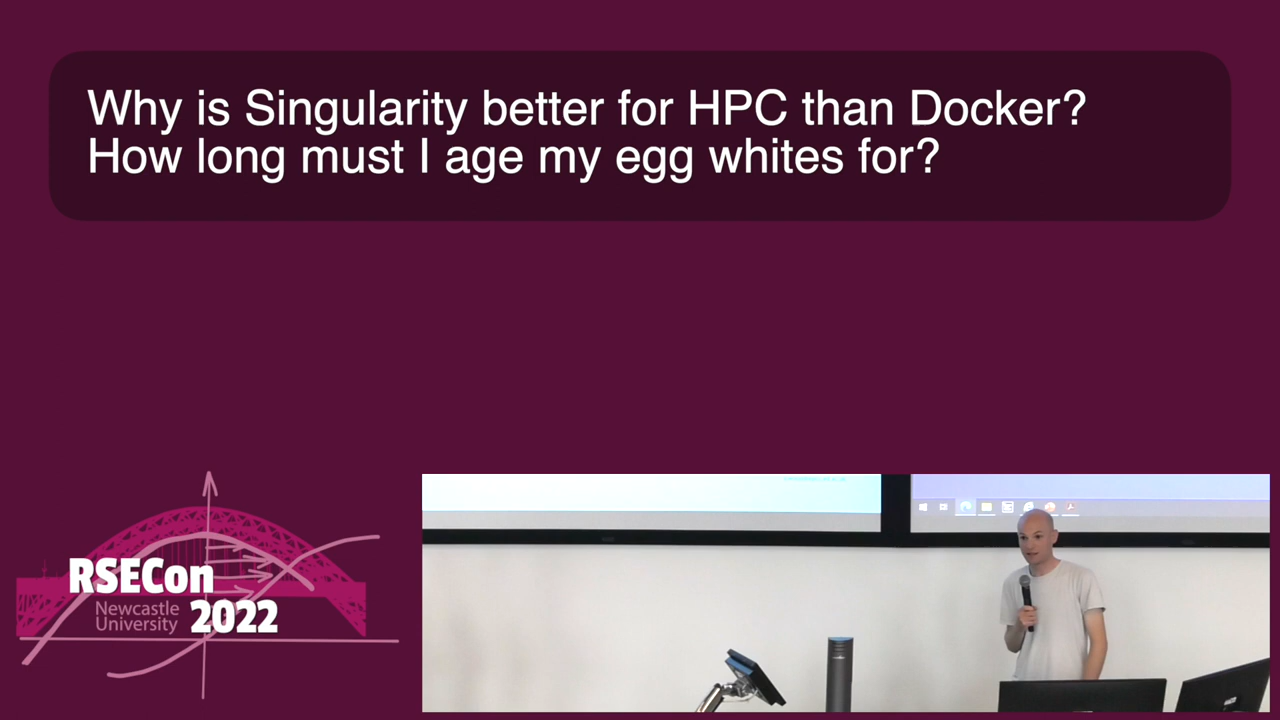 Why is Singularity better for HPC than Docker?
How long must I age my egg whites for?
RSECon
Newcastle
University 2022